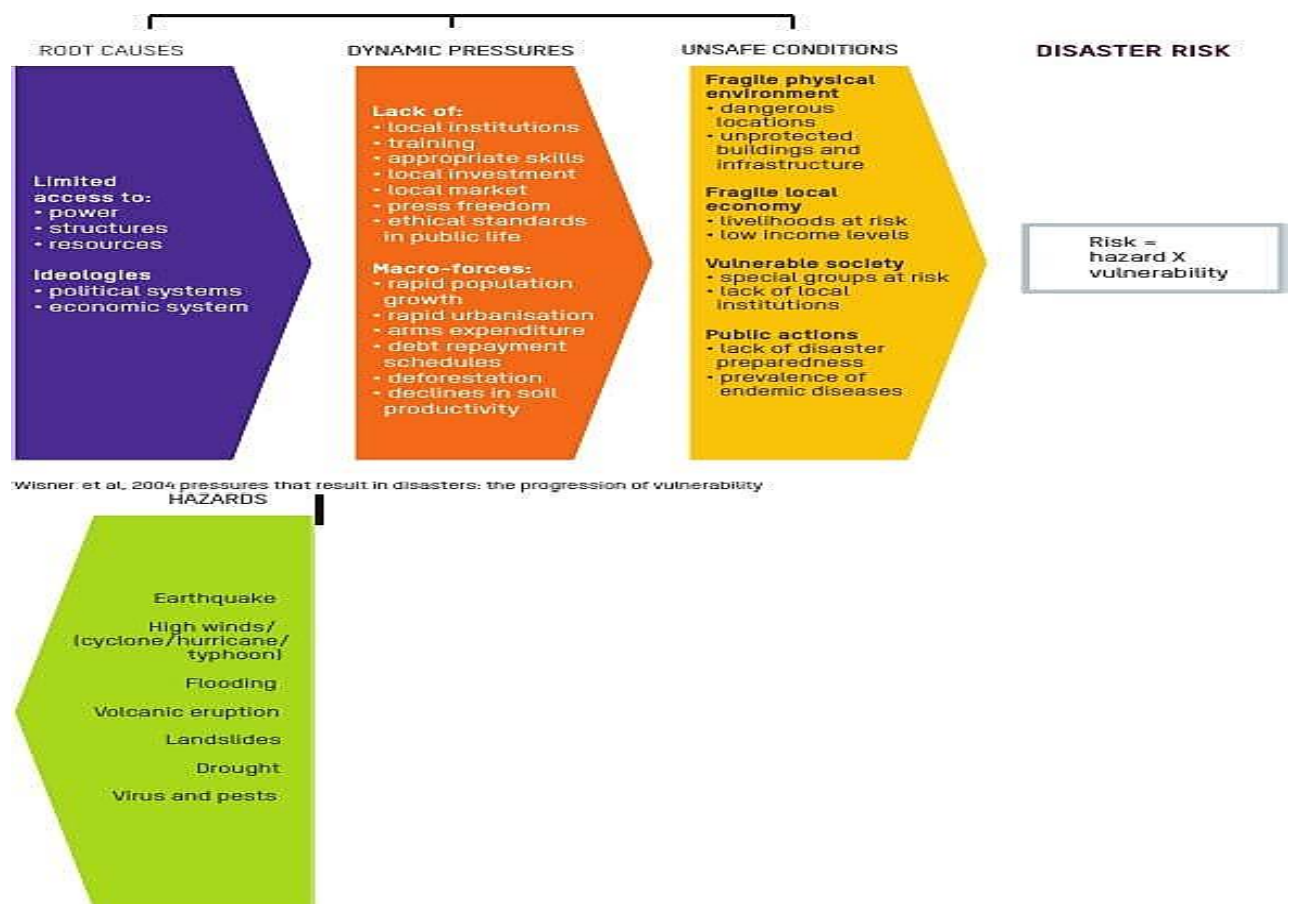 ROOT CAUSES
Limited
access to:
• power
• structures
• resources
Ideologies
• political systems
• economic system
DYNAMIC PRESSURES
Lack of:
• local institutions
• training
• appropriate skills
• local investment
• local market
• press freedom
• ethical standards
in public life
Macro-forces:
• rapid population
growth
• rapid urbanisation
• arms expenditure
• debt repayment
schedules
• deforestation
• declines in soil
productivity
UNSAFE CONDITIONS
Fragile physical
environment
• dangerous
locations
• unprotected
buildings and
infrastructure
Fragile local
economy
• livelihoods at risk
• low income levels
Vulnerable society
• special groups at risk
• lack of local
institutions
Public actions
• lack of disaster
preparedness
• prevalence of
endemic diseases
DISASTER RISK
Risk =
hazard X
vulnerability
Wisner et al, 2004 pressures that result in disasters: the progression of vulnerability
HAZARDS
Earthquake
High winds/
(cyclone/hurricane/
typhoon)
Flooding
Volcanic eruption
Landslides
Drought
Virus and pests